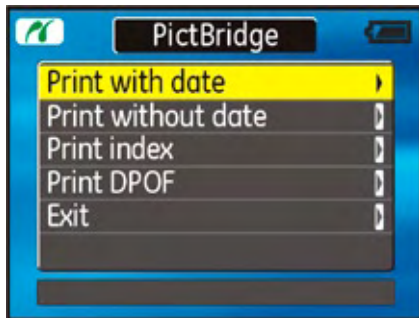 PictBridge
Print with date
Print without date
Print index
Print DPOF
Exit